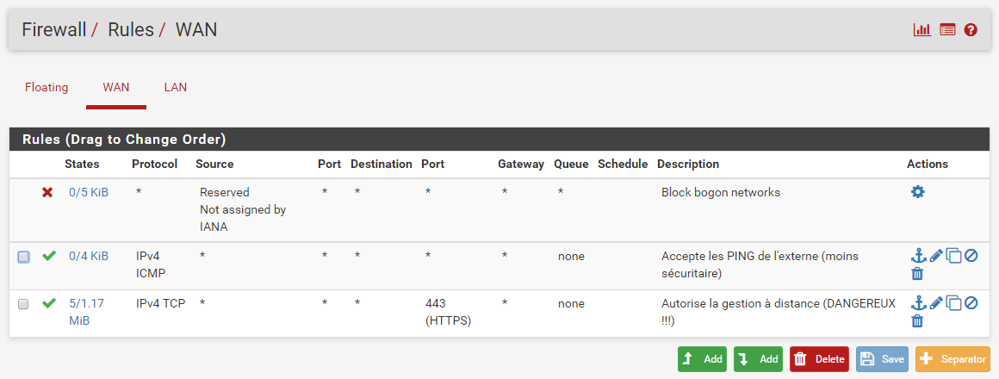 Firewall / Rules / WAN
Floating WAN LAN
Rules (Drag to Change Order)
States Protocol Source Port Destination Port Gateway Queue Schedule Description Actions
0/5 KiB * Reserved * * * * * Block bogon networks
Not assigned by
IANA
0/4 KiB IPv4 * * * * * none Accepte les PING de l'externe (moins
ICMP sécuritaire)
5/1.17 IPv4 TCP * * * 443 * none Autorise la gestion à distance (DANGEREUX
MiB (HTTPS) !!!)
Add Add Delete Save Separator